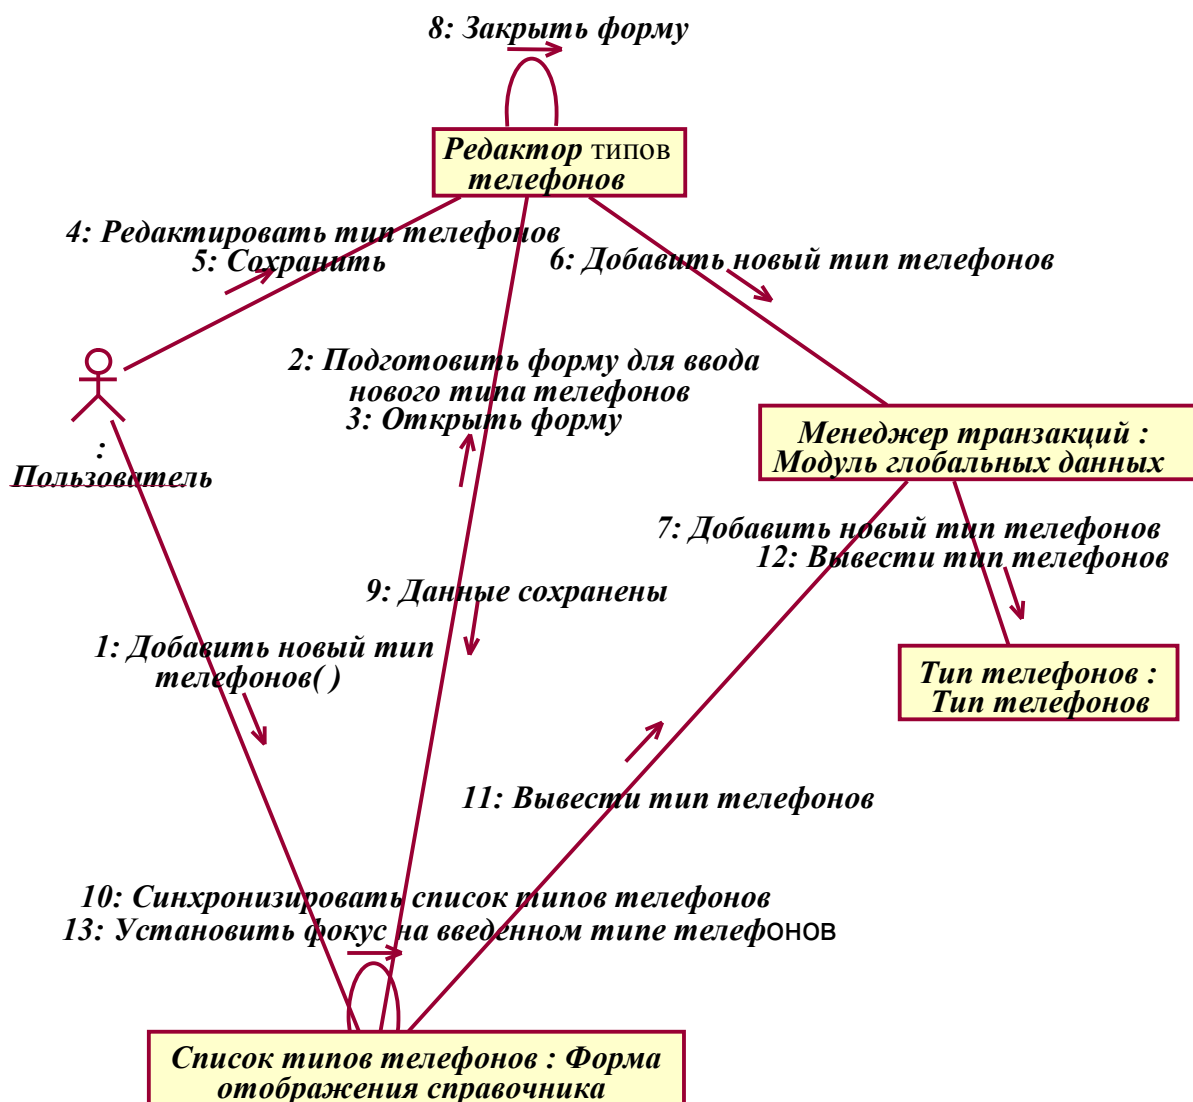 8: Закрыть форму
Редактор типов
телефонов
4: Редактировать тип телефонов
5: Сохранить
6: Добавить новый тип телефонов
2: Подготовить форму для ввода
нового типа телефонов
3: Открыть форму
:
Пользователь
Менеджер транзакций :
Модуль глобальных данных
7: Добавить новый тип телефонов
12: Вывести тип телефонов
9: Данные сохранены
1: Добавить новый тип
телефонов( )
Тип телефонов :
Тип телефонов
11: Вывести тип телефонов
10: Синхронизировать список типов телефонов
13: Установить фокус на введенном типе телефонов
Список типов телефонов : Форма
отображения справочника